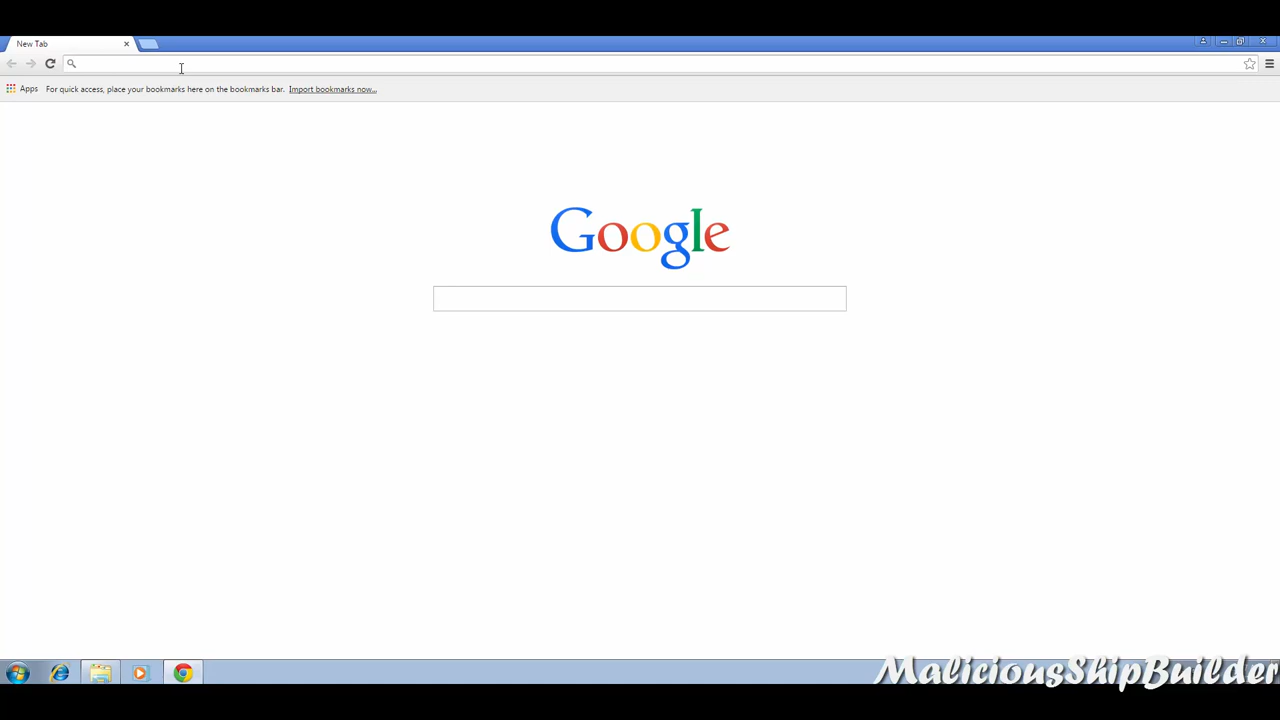 New Tab
Apps For quick access, place your bookmarks here on the bookmarks bar. Import bookmarks now...
Google
MaliciousShipBuilder